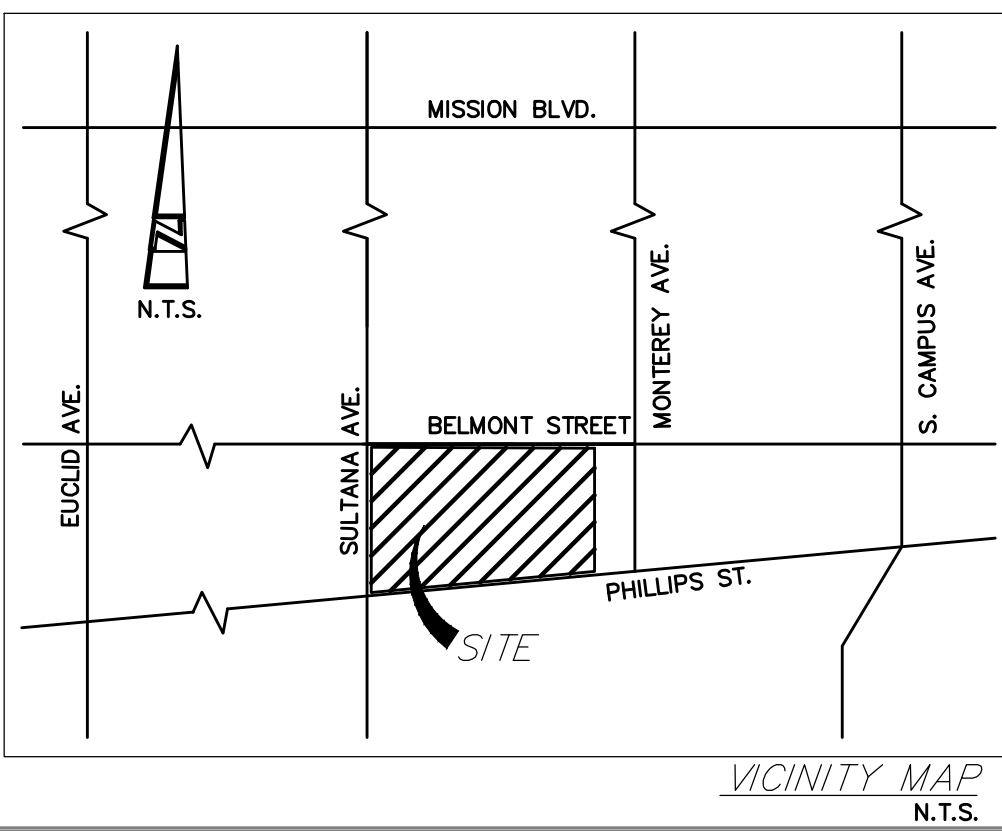 MISSION BLVD.
N
N.T.S.
EUCLID AVE.
SULTANA AVE.
BELMONT STREET
MONTEREY AVE.
S. CAMPUS AVE.
PHILLIPS ST.
SITE
VICINITY MAP
N.T.S.